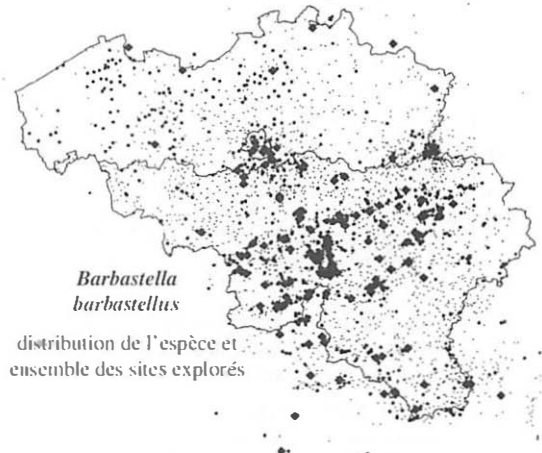 Barbastella
barbastellus
distribution de l'espèce et
ensemble des sites explorés